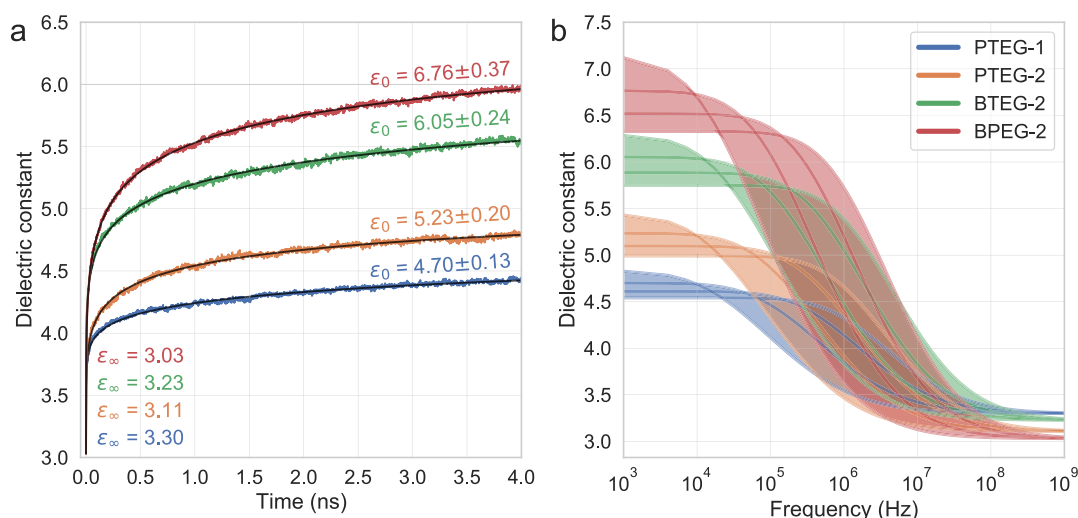 a
6.5
6.0
5.5
5.0
4.5
4.0
3.5
3.0
Dielectric constant
ε₀ = 6.76±0.37
ε₀ = 6.05±0.24
ε₀ = 5.23±0.20
ε₀ = 4.70±0.13
ε∞ = 3.03
ε∞ = 3.23
ε∞ = 3.11
ε∞ = 3.30
0.0 0.5 1.0 1.5 2.0 2.5 3.0 3.5 4.0
Time (ns)
b
7.5
7.0
6.5
6.0
5.5
5.0
4.5
4.0
3.5
3.0
Dielectric constant
PTEG-1
PTEG-2
BTEG-2
BPEG-2
10³ 10⁴ 10⁵ 10⁶ 10⁷ 10⁸ 10⁹
Frequency (Hz)